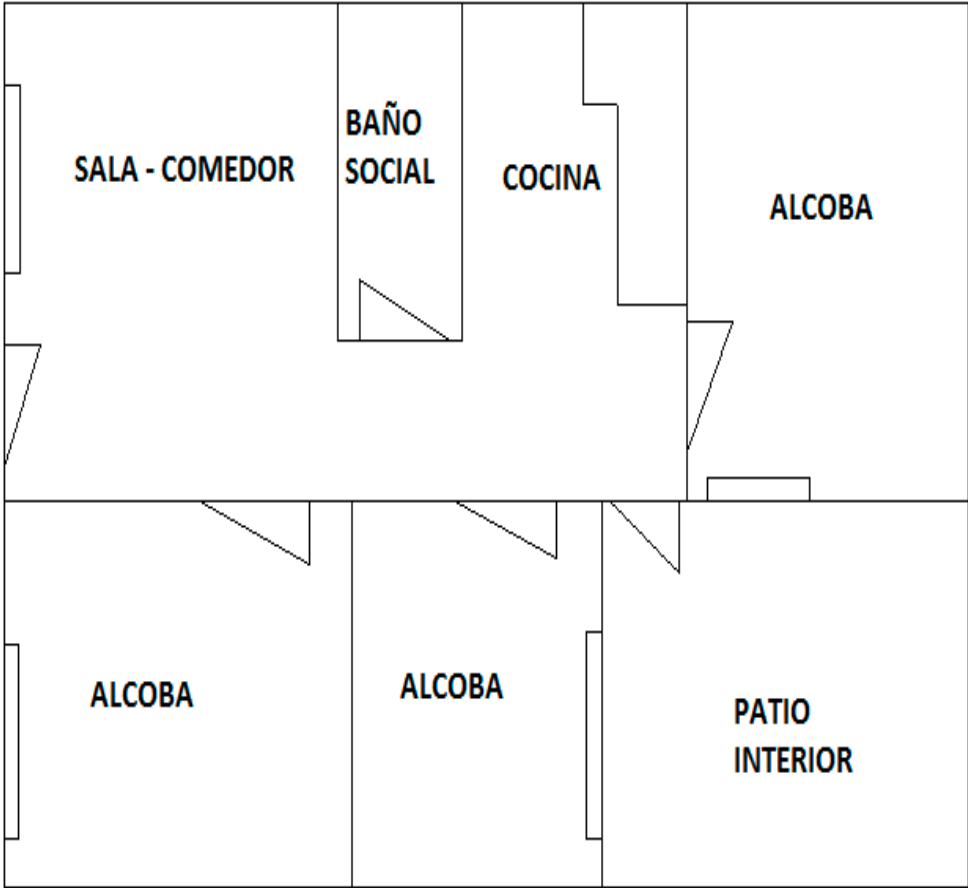 SALA - COMEDOR
BAÑO
SOCIAL
COCINA
ALCOBA
ALCOBA
ALCOBA
PATIO
INTERIOR